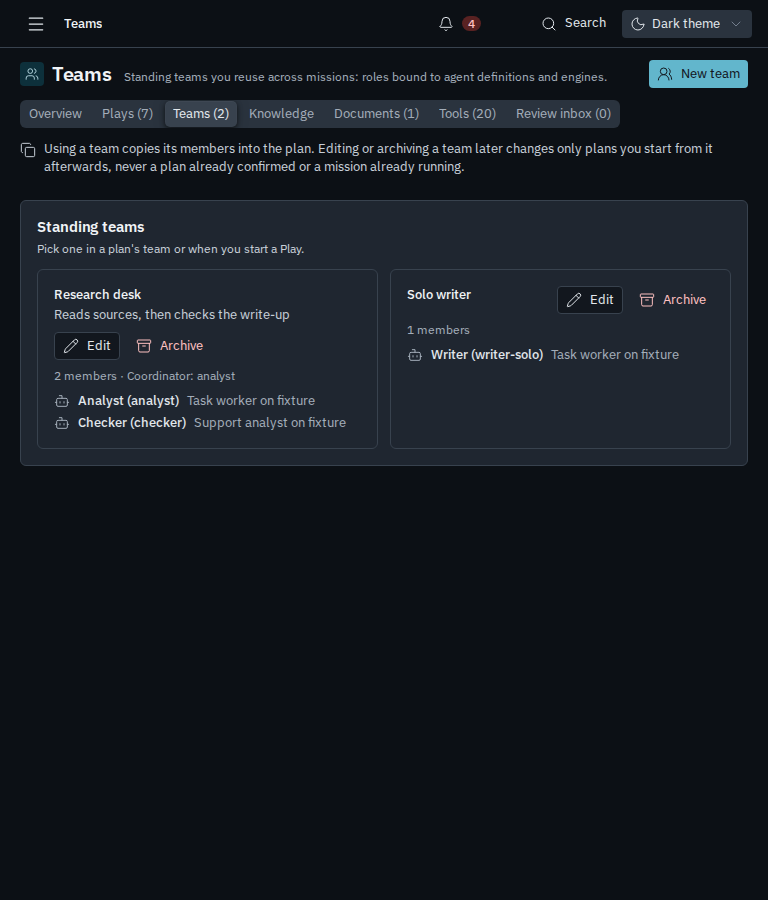 Teams
4
Search
Dark theme
Teams
Standing teams you reuse across missions: roles bound to agent definitions and engines.
New team
Overview
Plays (7)
Teams (2)
Knowledge
Documents (1)
Tools (20)
Review inbox (0)
Using a team copies its members into the plan. Editing or archiving a team later changes only plans you start from it
afterwards, never a plan already confirmed or a mission already running.
Standing teams
Pick one in a plan's team or when you start a Play.
Research desk
Reads sources, then checks the write-up
Edit
Archive
2 members · Coordinator: analyst
Analyst (analyst) Task worker on fixture
Checker (checker) Support analyst on fixture
Solo writer
Edit
Archive
1 members
Writer (writer-solo) Task worker on fixture